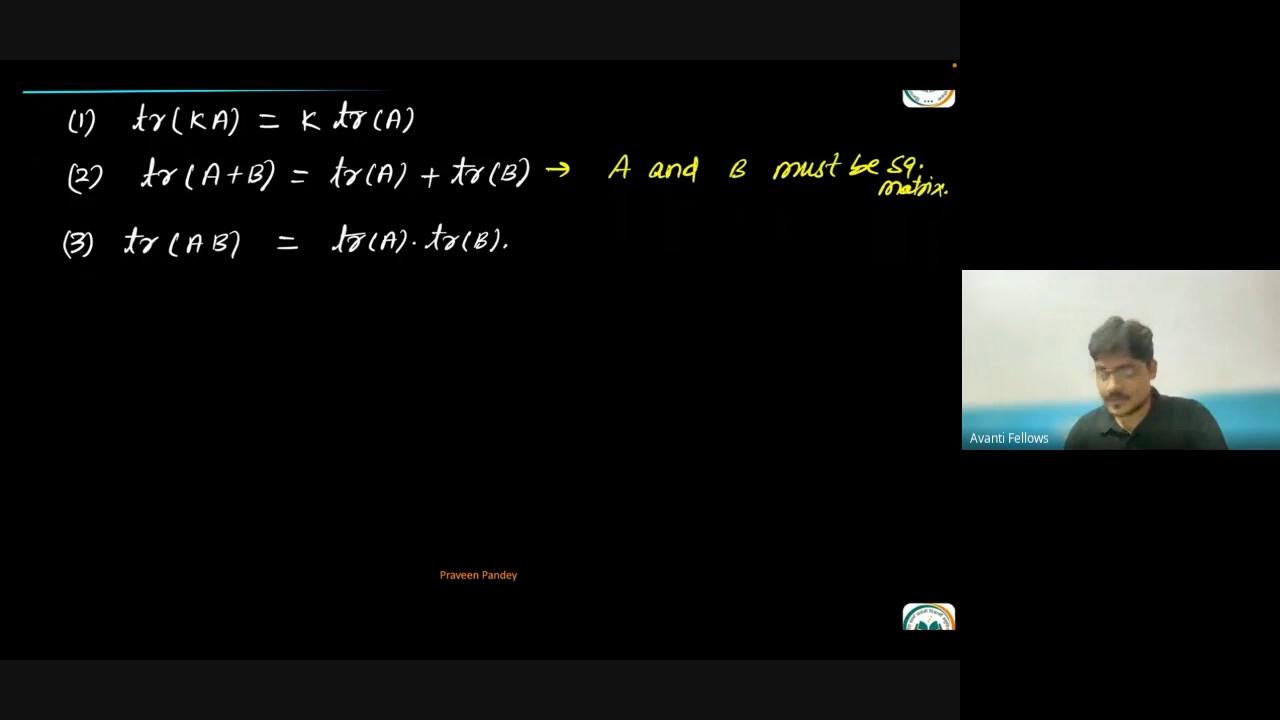 (1) tr(KA) = K tr(A)
(2) tr(A+B) = tr(A) + tr(B) → A and B must be sq. matrix.
(3) tr(AB) = tr(A). tr(B).
Avanti Fellows
Praveen Pandey